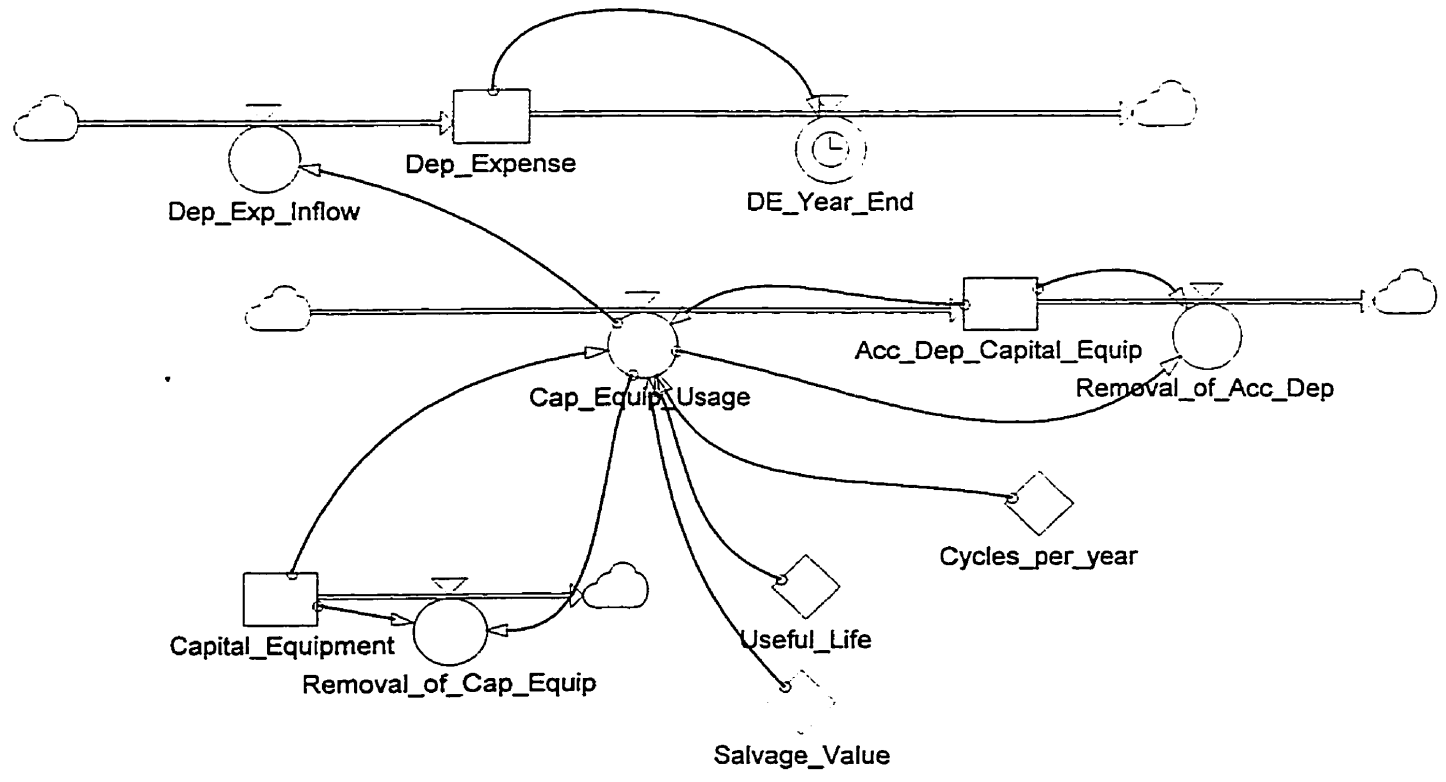 Dep_Expense
Dep_Exp_Inflow
DE_Year_End
Acc_Dep_Capital_Equip
Removal_of_Acc_Dep
Cap_Equip_Usage
Cycles_per_year
Useful_Life
Capital_Equipment
Removal_of_Cap_Equip
Salvage_Value